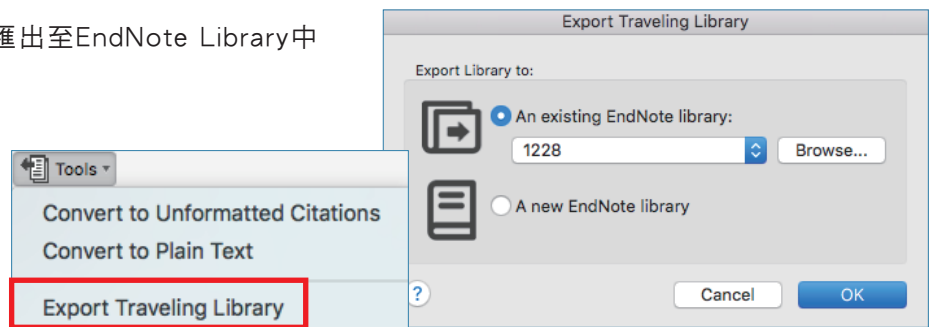 匯出至EndNote Library中
Export Traveling Library
Export Library to:
An existing EndNote library:
1228
Browse...
A new EndNote library
?
Cancel
OK
Tools
Convert to Unformatted Citations
Convert to Plain Text
Export Traveling Library